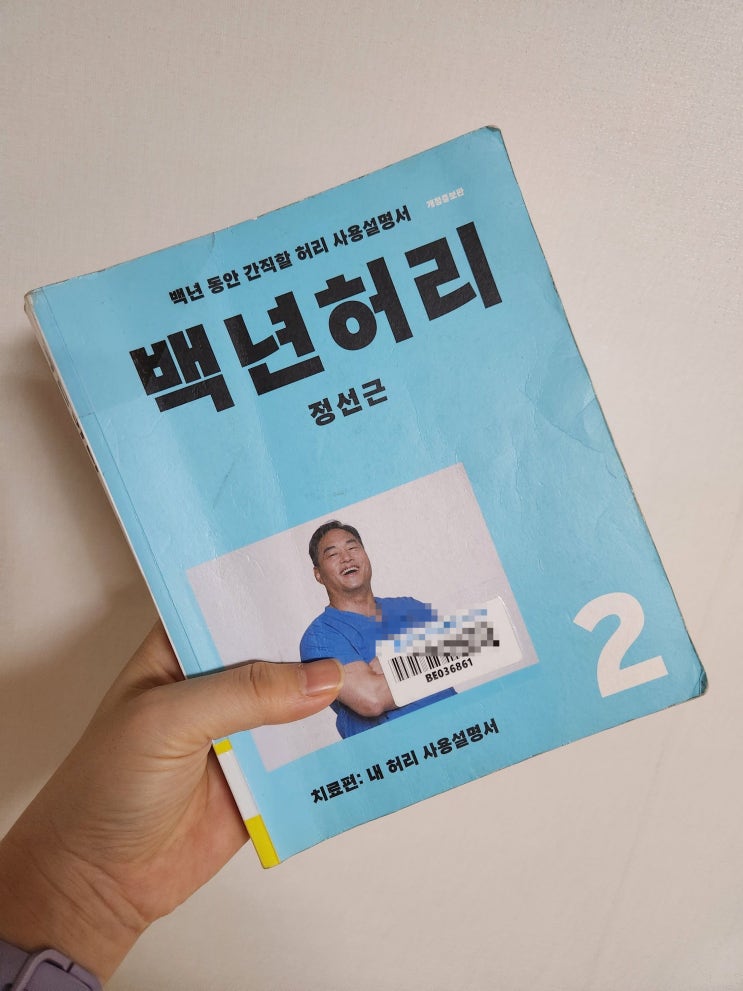 개정증보판
백년 동안 간직할 허리 사용설명서
백년허리
정선근
BE036861
2
치료편: 내 허리 사용설명서